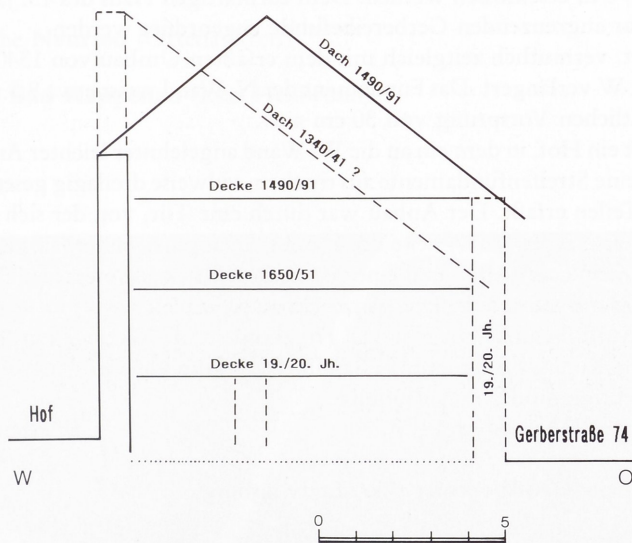 Dach 1490/91
Dach 1340/41 ?
Decke 1490/91
Decke 1650/51
19./20. Jh.
Decke 19./20. Jh.
Hof
Gerberstraße 74
W
O
0 5